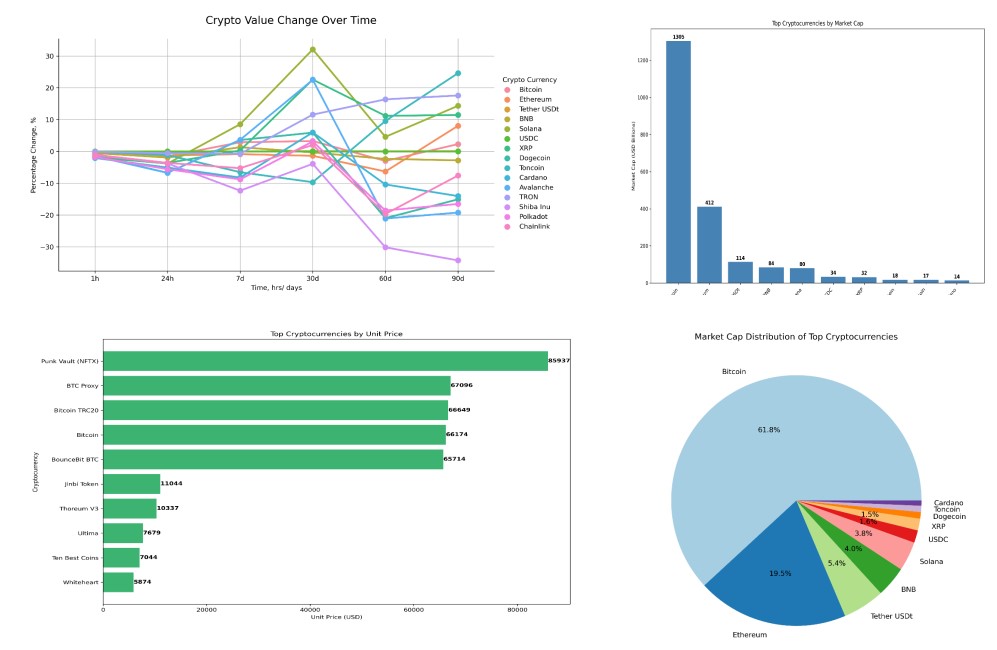 Crypto Value Change Over Time
Percentage Change, %
30
20
10
0
−10
−20
−30
1h 24h 7d 30d 60d 90d
Time, hrs/ days
Crypto Currency
Bitcoin
Ethereum
Tether USDt
BNB
Solana
USDC
XRP
Dogecoin
Toncoin
Cardano
Avalanche
TRON
Shiba Inu
Polkadot
Chainlink
Top Cryptocurrencies by Market Cap
Market Cap (USD Billions)
1200
1000
800
600
400
200
0
1305
412
114
84
80
34
32
18
17
14
Top Cryptocurrencies by Unit Price
Cryptocurrency
Punk Vault (NFTX) 85937
BTC Proxy 67096
Bitcoin TRC20 66649
Bitcoin 66174
BounceBit BTC 65714
Jinbi Token 11044
Thoreum V3 10337
Ultima 7679
Ten Best Coins 7044
Whiteheart 5874
0 20000 40000 60000 80000
Unit Price (USD)
Market Cap Distribution of Top Cryptocurrencies
Bitcoin
61.8%
Cardano
Toncoin
Dogecoin
1.5%
XRP
1.6%
USDC
3.8%
Solana
4.0%
BNB
5.4%
Tether USDt
19.5%
Ethereum